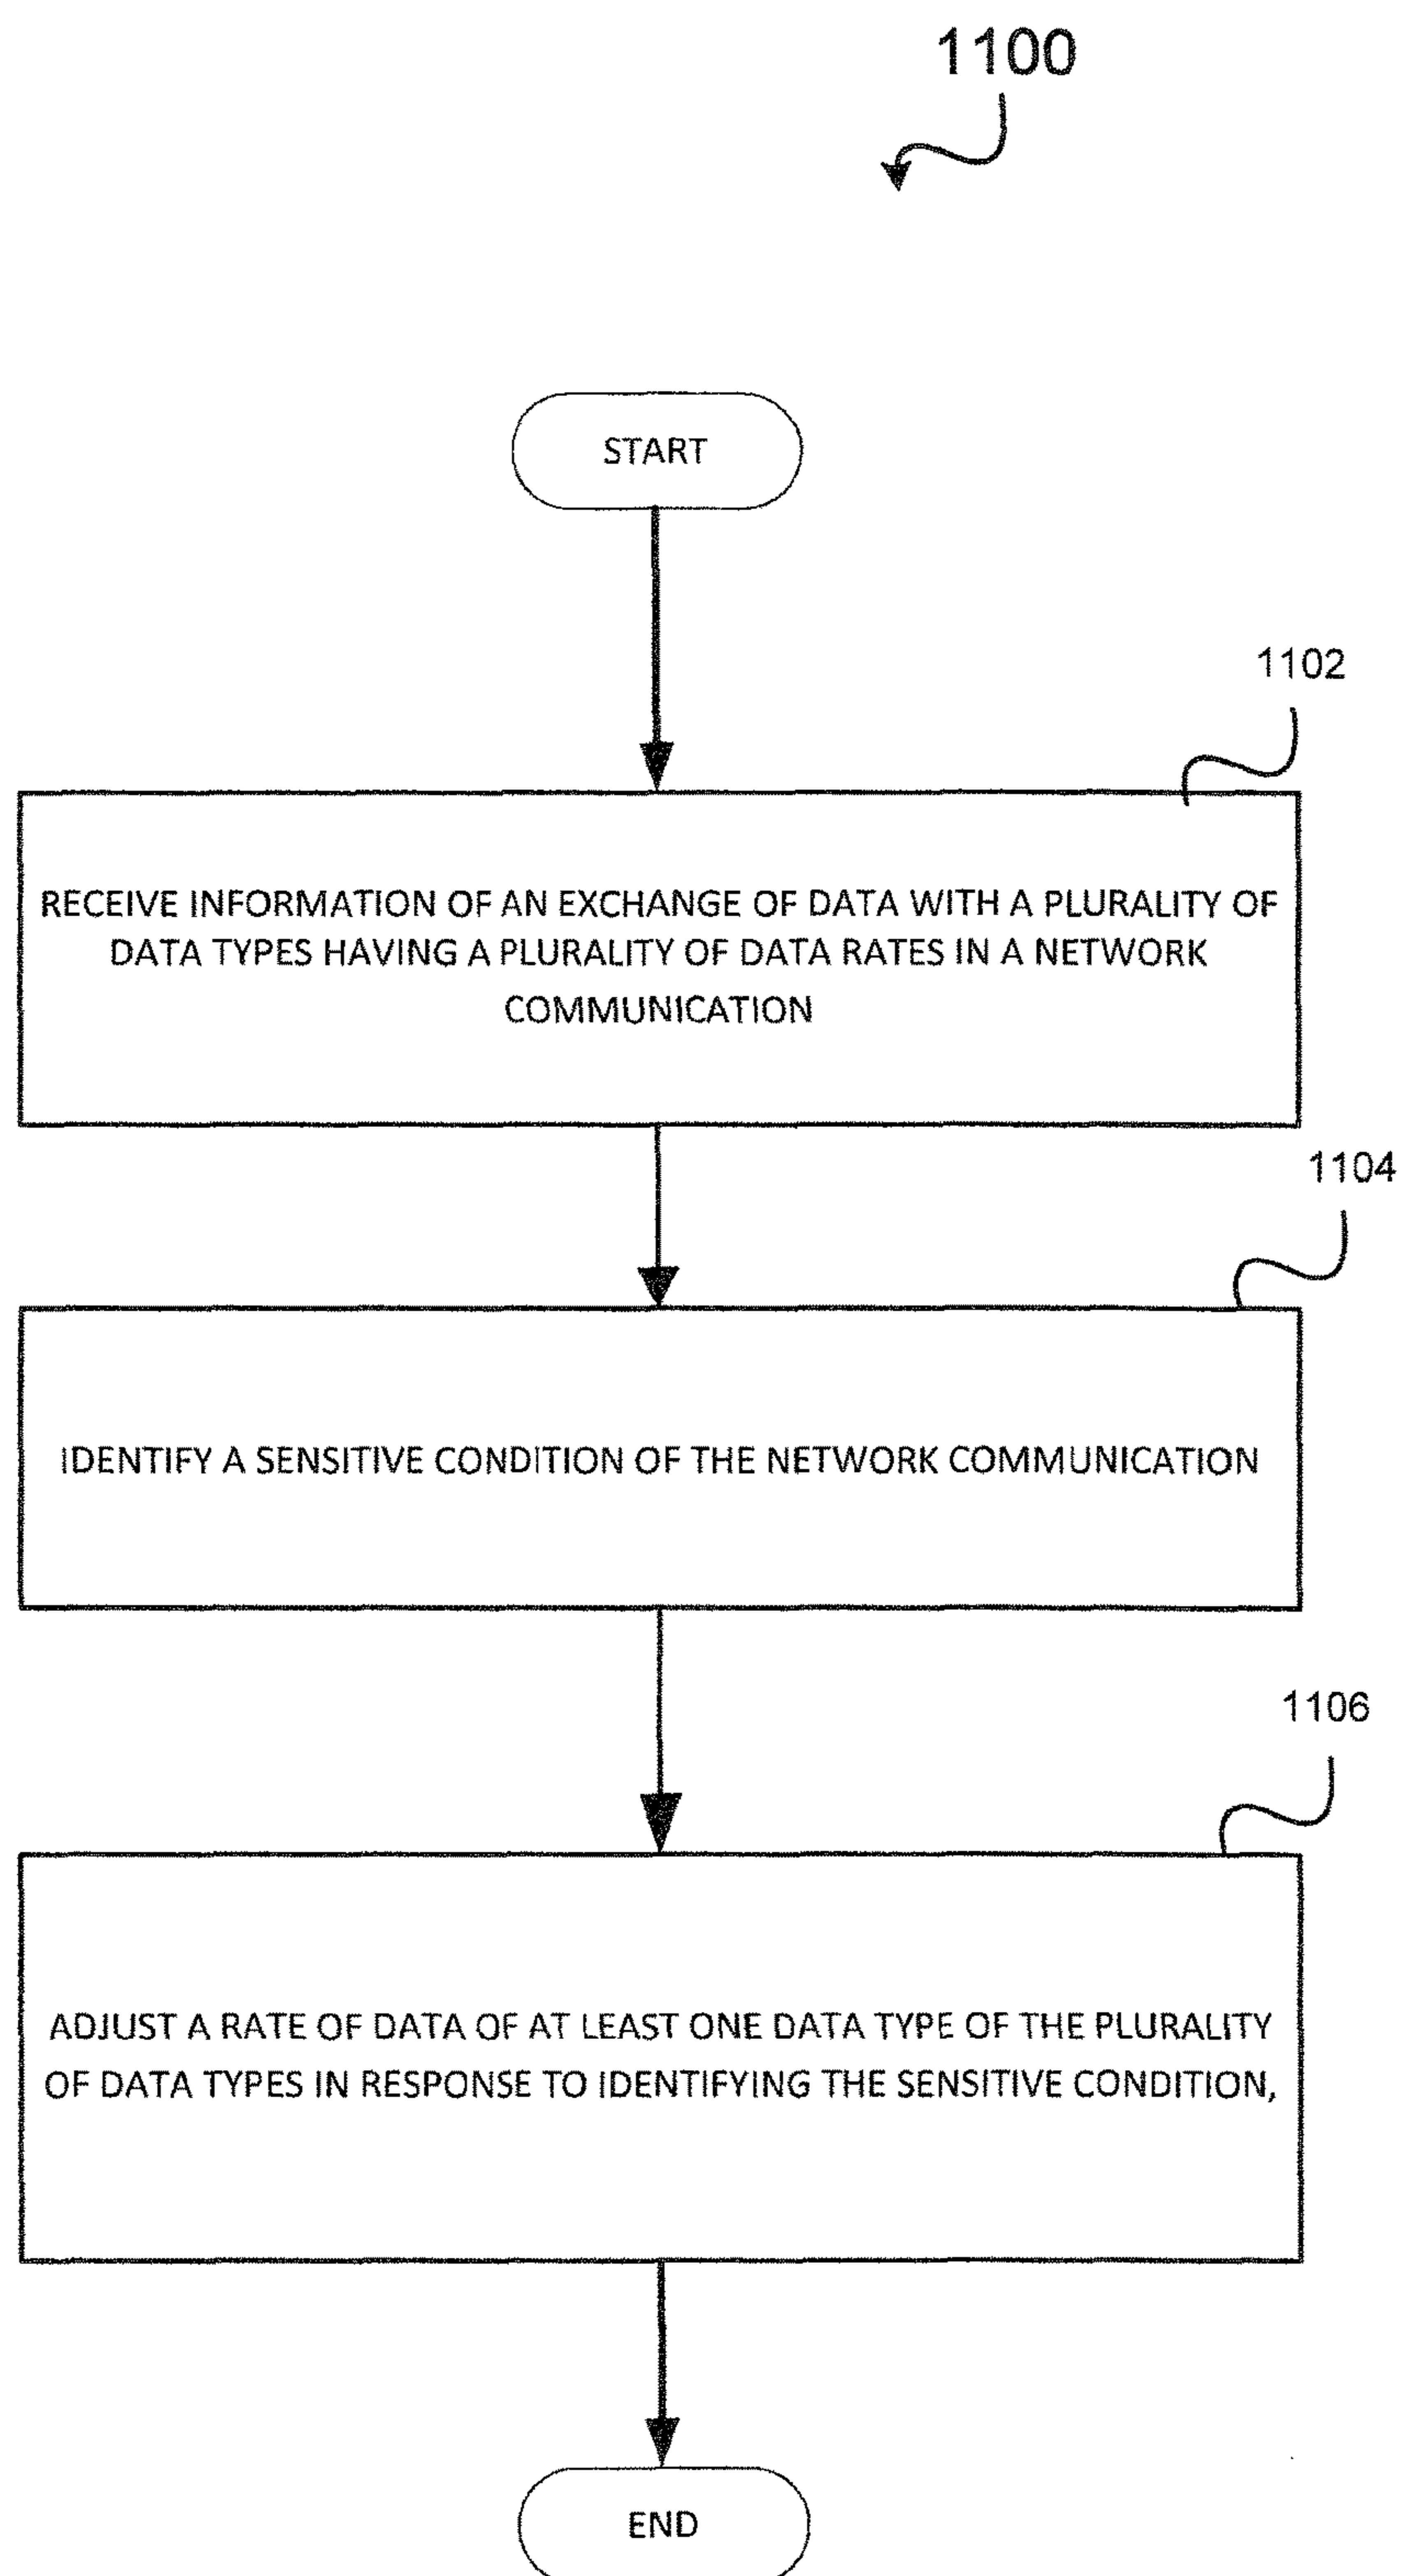 1100
START
1102
RECEIVE INFORMATION OF AN EXCHANGE OF DATA WITH A PLURALITY OF
DATA TYPES HAVING A PLURALITY OF DATA RATES IN A NETWORK
COMMUNICATION
1104
IDENTIFY A SENSITIVE CONDITION OF THE NETWORK COMMUNICATION
1106
ADJUST A RATE OF DATA OF AT LEAST ONE DATA TYPE OF THE PLURALITY
OF DATA TYPES IN RESPONSE TO IDENTIFYING THE SENSITIVE CONDITION,
END